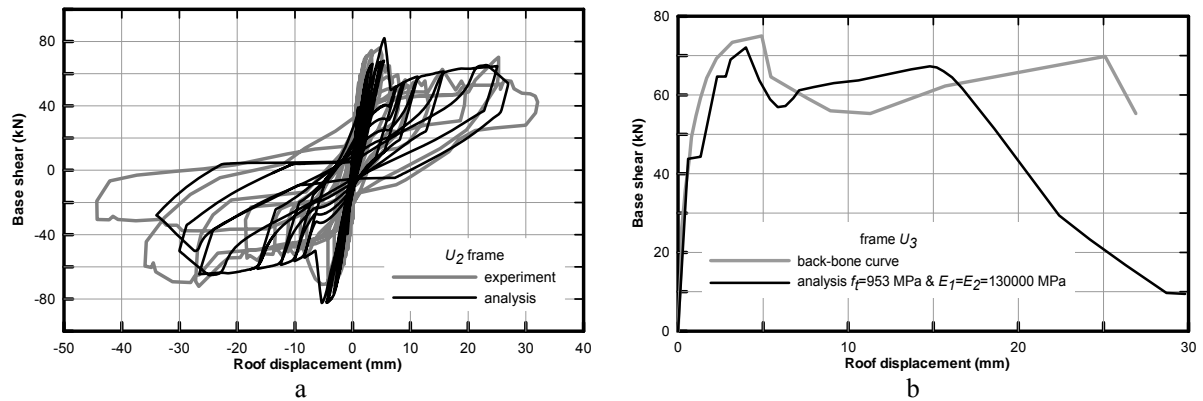 80
40
0
-40
-80
Base shear (kN)
-50 -40 -30 -20 -10 0 10 20 30 40
Roof displacement (mm)
U2 frame
experiment
analysis
a
80
60
40
20
0
Base shear (kN)
0 10 20 30
Roof displacement (mm)
frame U3
back-bone curve
analysis ft=953 MPa & E1=E2=130000 MPa
b